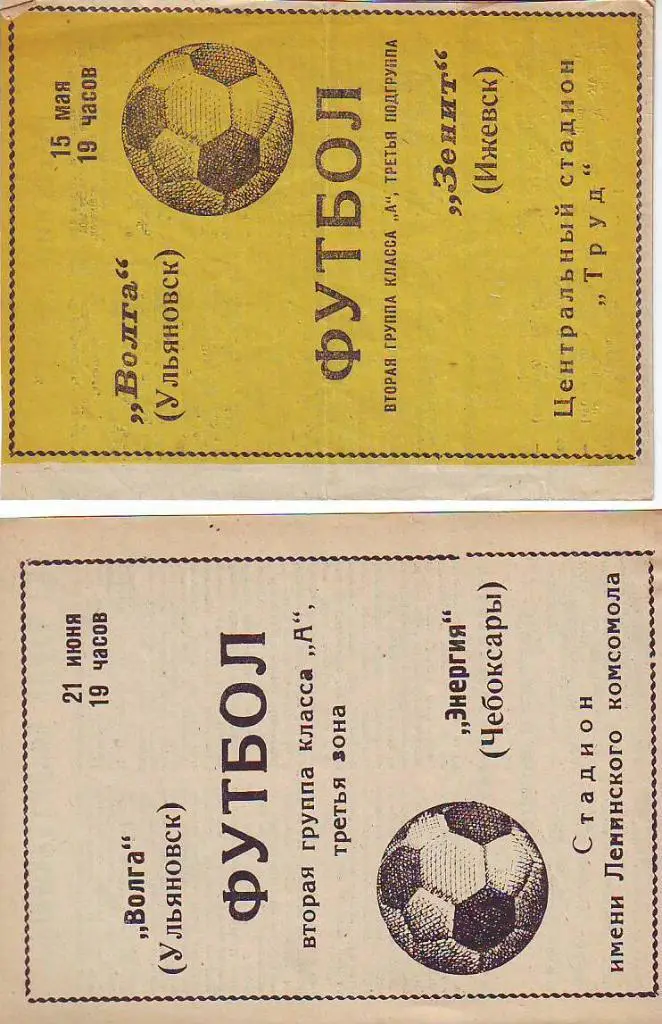 15 мая
19 часов
„Волга“
(Ульяновск)
ФУТБОЛ
ВТОРАЯ ГРУППА КЛАССА „А“, ТРЕТЬЯ ПОДГРУППА
„Зенит“
(Ижевск)
Центральный стадион
„Труд“
21 июня
19 часов
„Волга“
(Ульяновск)
ФУТБОЛ
вторая группа класса „А“,
третья зона
„Энергия“
(Чебоксары)
Стадион
имени Ленинского комсомола